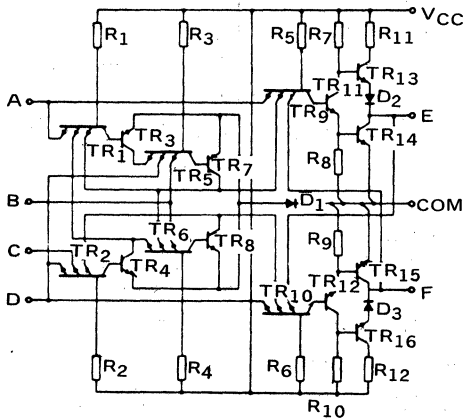 VCC
R1 R3 R5 R7 R11
TR11 TR13
A TR9 D2
TR3 E
TR1 TR7 TR14
TR5 R8
B D1 COM
TR6
C TR8 R9
TR2 TR4 TR15
D TR10 TR12 F
D3
TR16
R2 R4 R6 R12
R10